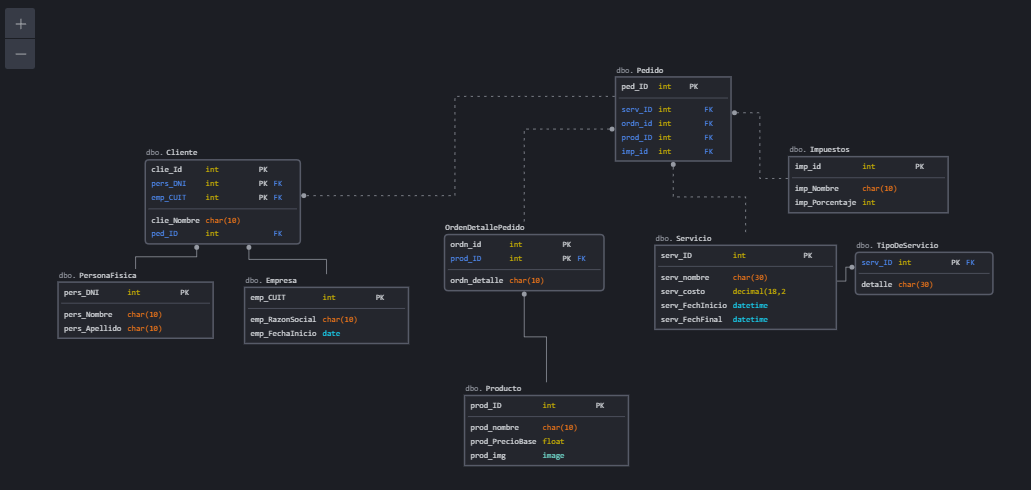 +
−
dbo. Pedido
ped_ID int PK
serv_ID int FK
ordn_id int FK
prod_ID int FK
imp_id int FK
dbo. Impuestos
imp_id int PK
imp_Nombre char(10)
imp_Porcentaje int
dbo. Cliente
clie_Id int PK
pers_DNI int PK FK
emp_CUIT int PK FK
clie_Nombre char(10)
ped_ID int FK
OrdenDetallePedido
ordn_id int PK
prod_ID int PK FK
ordn_detalle char(10)
dbo. Servicio
serv_ID int PK
serv_nombre char(30)
serv_costo decimal(18,2
serv_FechInicio datetime
serv_FechFinal datetime
dbo. TipoDeServicio
serv_ID int PK FK
detalle char(30)
dbo. PersonaFisica
pers_DNI int PK
pers_Nombre char(10)
pers_Apellido char(10)
dbo. Empresa
emp_CUIT int PK
emp_RazonSocial char(10)
emp_FechaInicio date
dbo. Producto
prod_ID int PK
prod_nombre char(10)
prod_PrecioBase float
prod_img image